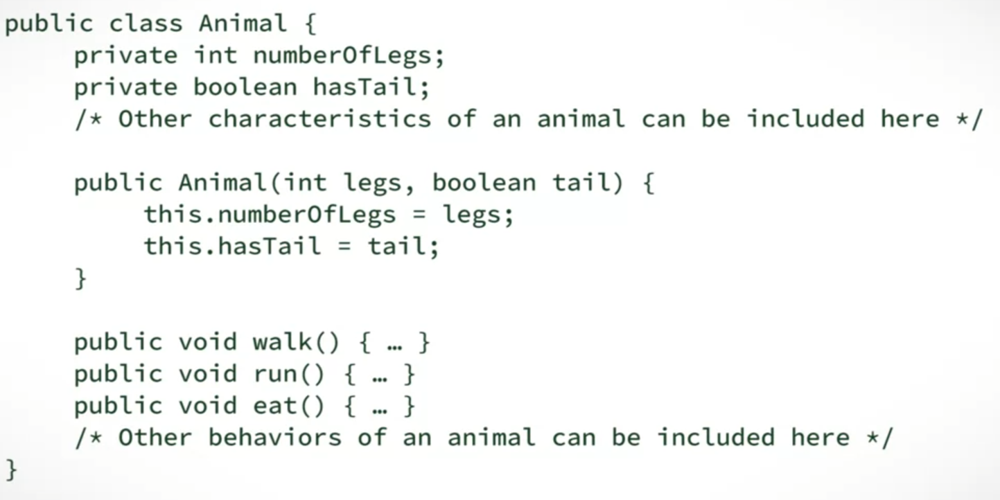 public class Animal {
private int numberOfLegs;
private boolean hasTail;
/* Other characteristics of an animal can be included here */
public Animal(int legs, boolean tail) {
this.numberOfLegs = legs;
this.hasTail = tail;
}
public void walk() { … }
public void run() { … }
public void eat() { … }
/* Other behaviors of an animal can be included here */
}